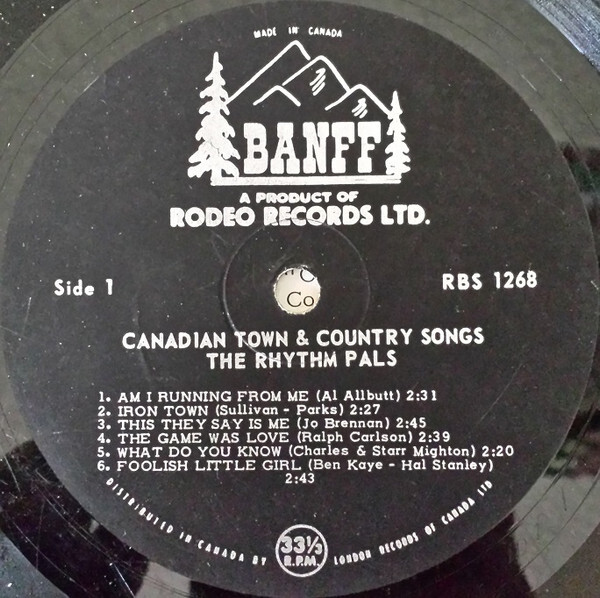 MADE IN CANADA
BANFF
A PRODUCT OF
RODEO RECORDS LTD.
Side 1
RBS 1268
Co
CANADIAN TOWN & COUNTRY SONGS
THE RHYTHM PALS
1. AM I RUNNING FROM ME (Al Allbutt) 2:31
2. IRON TOWN (Sullivan - Parks) 2:27
3. THIS THEY SAY IS ME (Jo Brennan) 2:45
4. THE GAME WAS LOVE (Ralph Carlson) 2:39
5. WHAT DO YOU KNOW (Charles & Starr Mighton) 2:20
6. FOOLISH LITTLE GIRL (Ben Kaye - Hal Stanley)
2:43
DISTRIBUTED IN CANADA BY LONDON RECORDS OF CANADA LTD
33⅓
R.P.M.